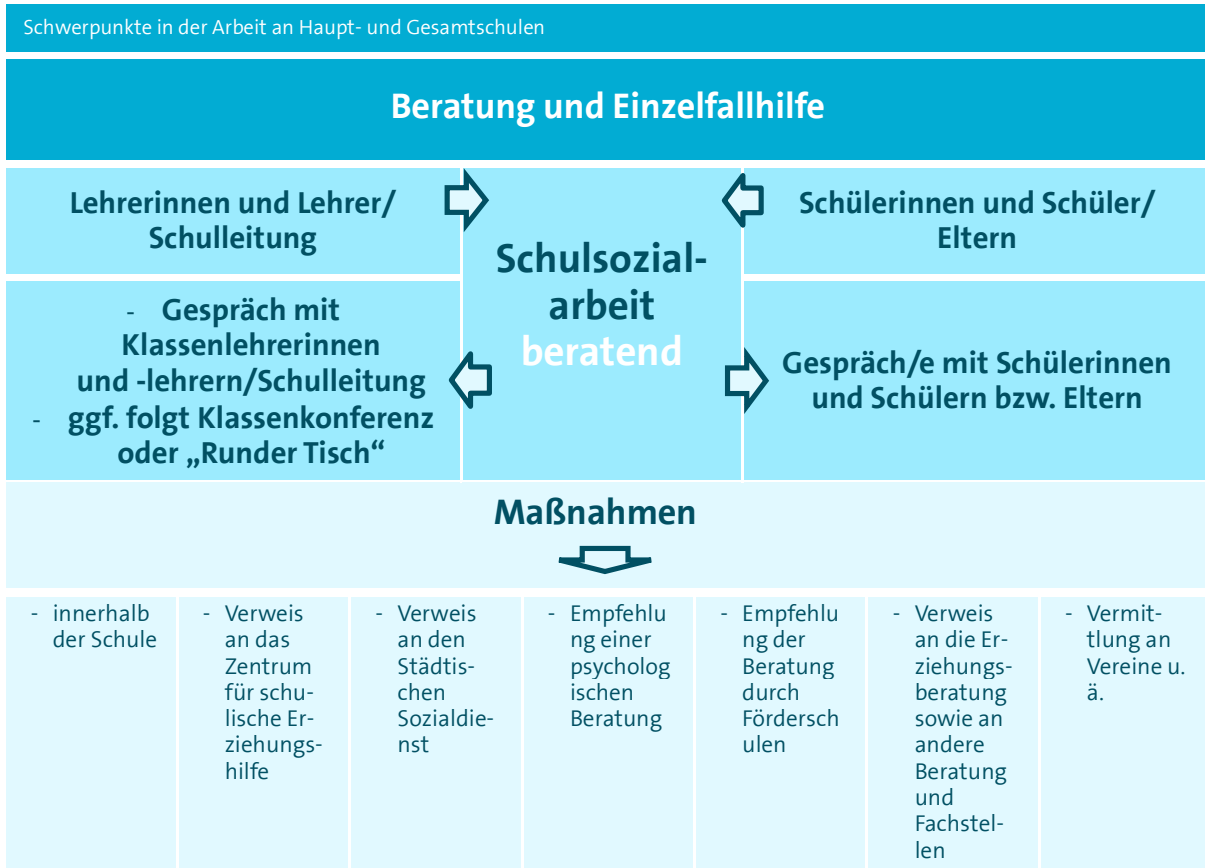 Schwerpunkte in der Arbeit an Haupt- und Gesamtschulen
Beratung und Einzelfallhilfe
Lehrerinnen und Lehrer/
Schulleitung
Schulsozial-
arbeit
beratend
Schülerinnen und Schüler/
Eltern
- Gespräch mit
Klassenlehrerinnen
und -lehrern/Schulleitung
- ggf. folgt Klassenkonferenz
oder „Runder Tisch“
Gespräch/e mit Schülerinnen
und Schülern bzw. Eltern
Maßnahmen
- innerhalb
der Schule
- Verweis
an das
Zentrum
für schu-
lische Er-
ziehungs-
hilfe
- Verweis
an den
Städtis-
chen
Sozialdie-
nst
- Empfehlu
ng einer
psycholog
ischen
Beratung
- Empfehlu
ng der
Beratung
durch
Fördersch
ulen
- Verweis
an die Er-
ziehungs-
beratung
sowie an
andere
Beratung
und
Fachstel-
len
- Vermit-
tlung an
Vereine u.
ä.